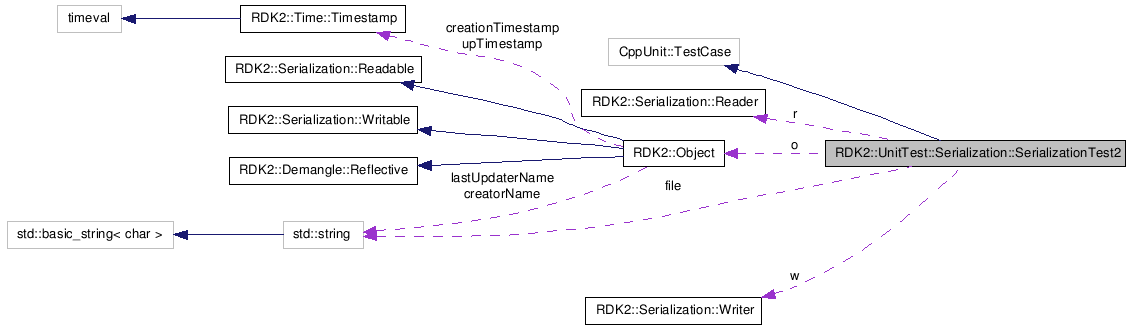 timeval
RDK2::Time::Timestamp
creationTimestamp
upTimestamp
CppUnit::TestCase
RDK2::Serialization::Readable
RDK2::Serialization::Reader
r
RDK2::Serialization::Writable
RDK2::Object
o
RDK2::UnitTest::Serialization::SerializationTest2
RDK2::Demangle::Reflective
lastUpdaterName
creatorName
file
std::basic_string< char >
std::string
w
RDK2::Serialization::Writer